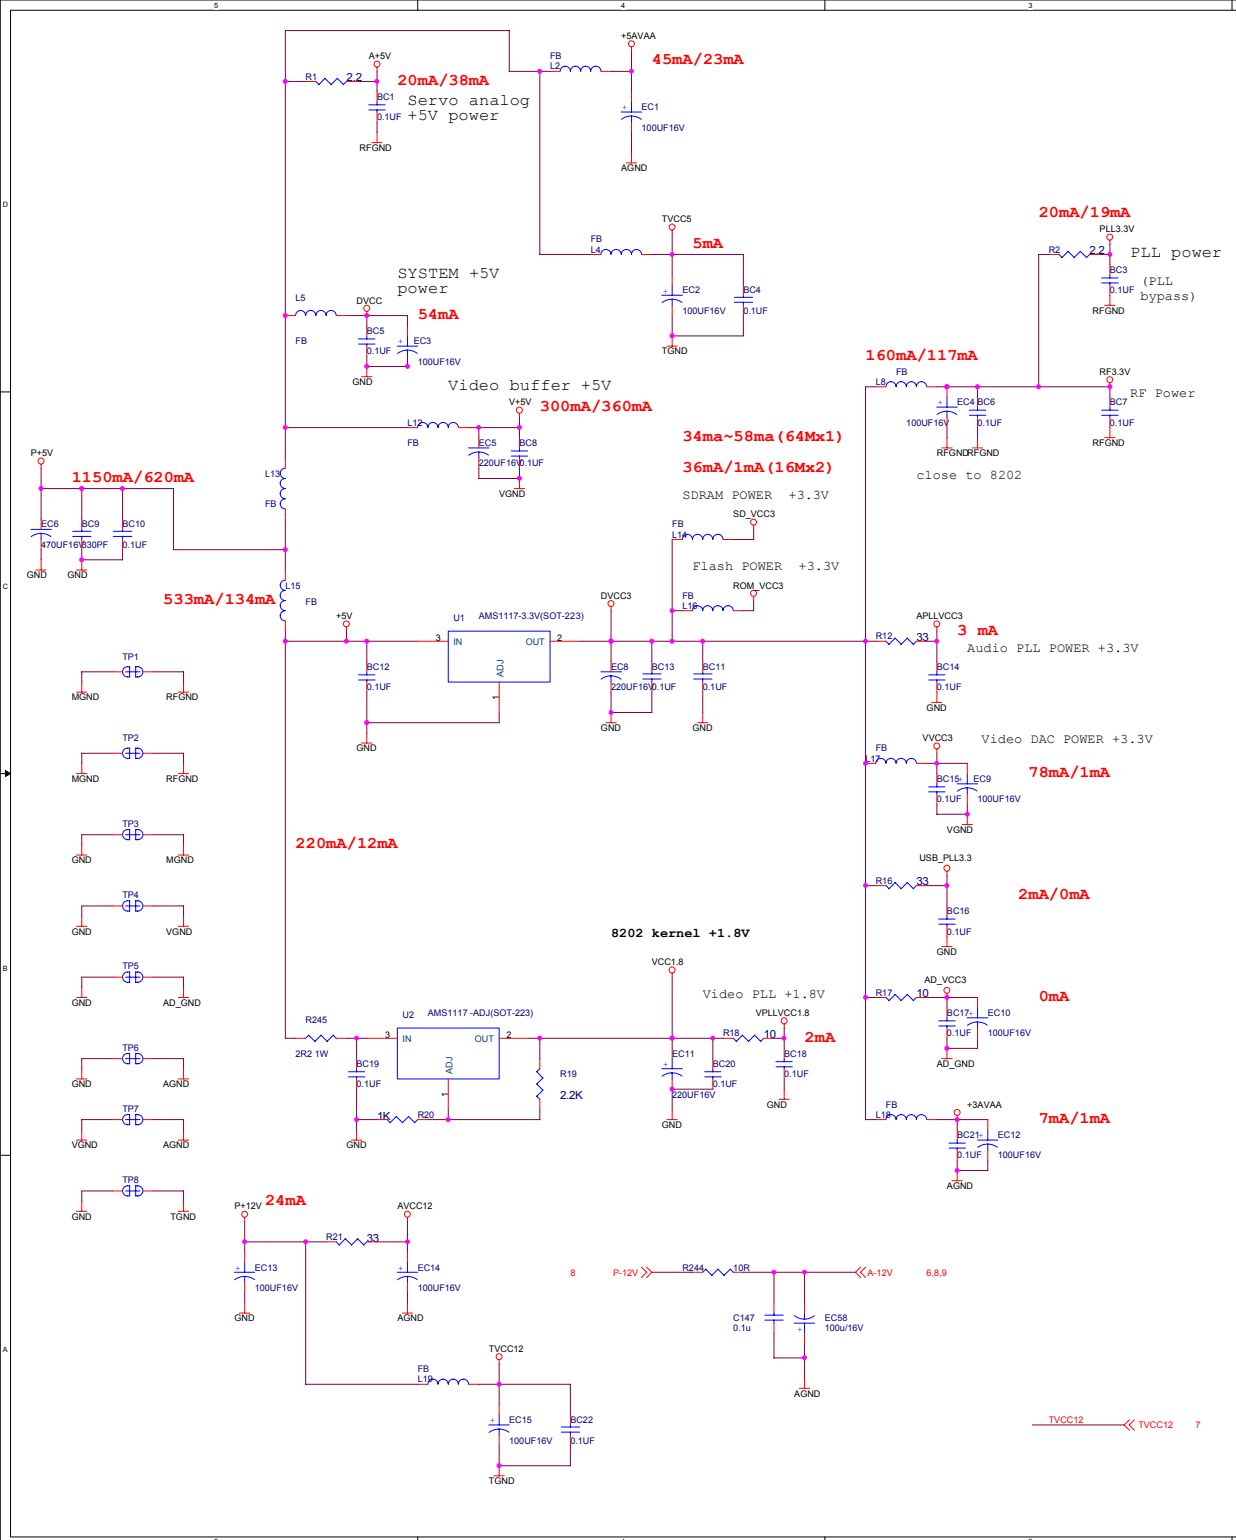 5
4
3
+5AVAA
FB
L2
45mA/23mA
A+5V
R1
2.2
20mA/38mA
BC1
0.1UF
Servo analog
+5V power
RFGND
EC1
100UF16V
AGND
D
TVCC5
FB
L4
5mA
EC2
100UF16V
BC4
0.1UF
TGND
20mA/19mA
PLL3.3V
R2
2.2
PLL power
BC3
0.1UF
(PLL
bypass)
RFGND
SYSTEM +5V
power
L5
DVCC
54mA
FB
BC5
0.1UF
EC3
100UF16V
GND
160mA/117mA
FB
L8
RF3.3V
RF Power
EC4
100UF16V
BC6
0.1UF
BC7
0.1UF
RFGND
RFGND
RFGND
close to 8202
Video buffer +5V
V+5V
300mA/360mA
L12
FB
EC5
220UF16V
BC8
0.1UF
VGND
34ma~58ma(64Mx1)
36mA/1mA(16Mx2)
SDRAM POWER +3.3V
SD_VCC3
FB
L14
Flash POWER +3.3V
ROM_VCC3
FB
L16
P+5V
1150mA/620mA
L13
FB
EC6
470UF16V
BC9
330PF
BC10
0.1UF
GND
GND
C
533mA/134mA
L15
FB
+5V
U1
AMS1117-3.3V(SOT-223)
3
IN
OUT
2
ADJ
1
BC12
0.1UF
GND
DVCC3
EC8
220UF16V
BC13
0.1UF
BC11
0.1UF
GND
GND
APLLVCC3
R12
33
3 mA
Audio PLL POWER +3.3V
BC14
0.1UF
GND
VVCC3
Video DAC POWER +3.3V
FB
L17
78mA/1mA
BC15
0.1UF
EC9
100UF16V
VGND
TP1
MGND
RFGND
TP2
MGND
RFGND
TP3
GND
MGND
TP4
GND
VGND
TP5
GND
AD_GND
TP6
GND
AGND
TP7
VGND
AGND
TP8
GND
TGND
220mA/12mA
USB_PLL3.3
R16
33
2mA/0mA
BC16
0.1UF
GND
B
8202 kernel +1.8V
VCC1.8
Video PLL +1.8V
VPLLVCC1.8
R18
10
2mA
AD_VCC3
R17
10
0mA
BC17
0.1UF
EC10
100UF16V
AD_GND
R245
2R2 1W
U2
AMS1117 -ADJ(SOT-223)
3
IN
OUT
2
ADJ
1
BC19
0.1UF
1K
R20
GND
R19
2.2K
EC11
220UF16V
BC20
0.1UF
BC18
0.1UF
GND
GND
FB
L18
+3AVAA
7mA/1mA
BC21
0.1UF
EC12
100UF16V
AGND
P+12V
24mA
AVCC12
R21
33
EC13
100UF16V
EC14
100UF16V
GND
AGND
8
P-12V
R244
10R
A-12V
6,8,9
C147
0.1u
EC58
100u/16V
AGND
A
TVCC12
FB
L19
EC15
100UF16V
BC22
0.1UF
TGND
TVCC12
TVCC12
7